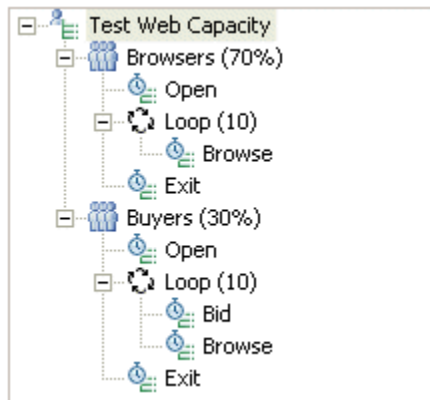 Test Web Capacity
Browsers (70%)
Open
Loop (10)
Browse
Exit
Buyers (30%)
Open
Loop (10)
Bid
Browse
Exit